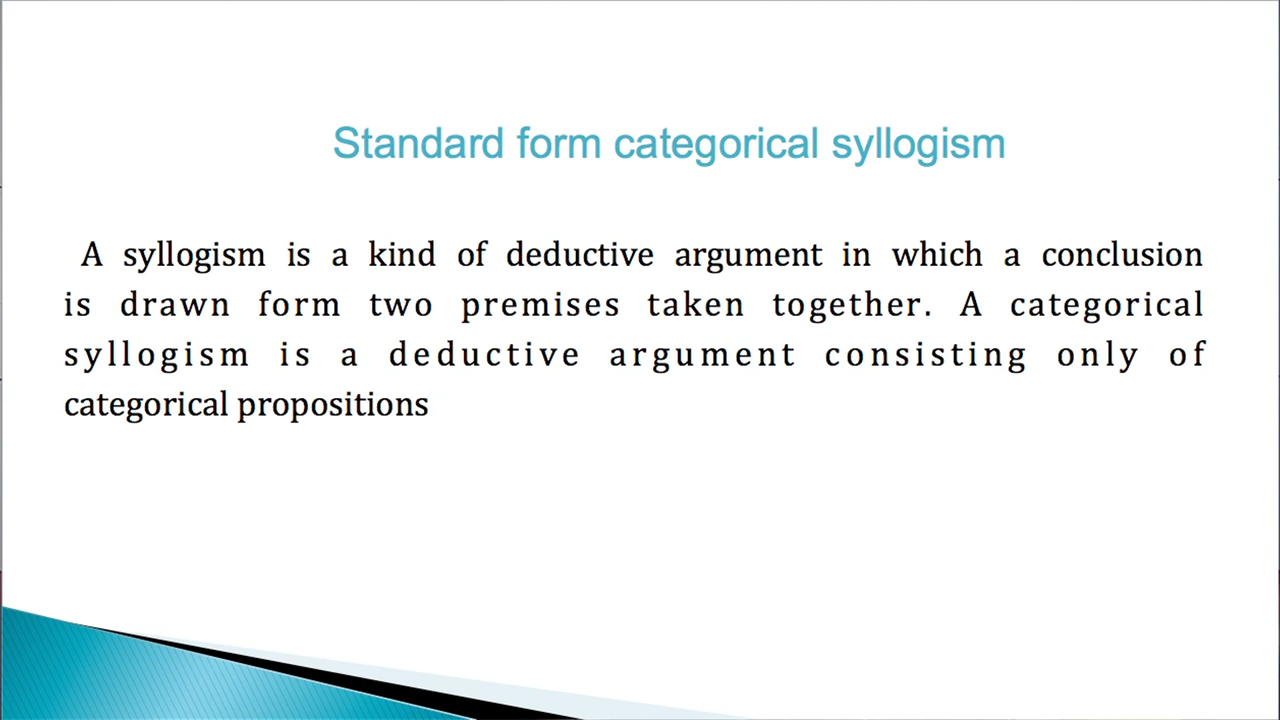 Standard form categorical syllogism
A syllogism is a kind of deductive argument in which a conclusion
is drawn form two premises taken together. A categorical
syllogism is a deductive argument consisting only of
categorical propositions